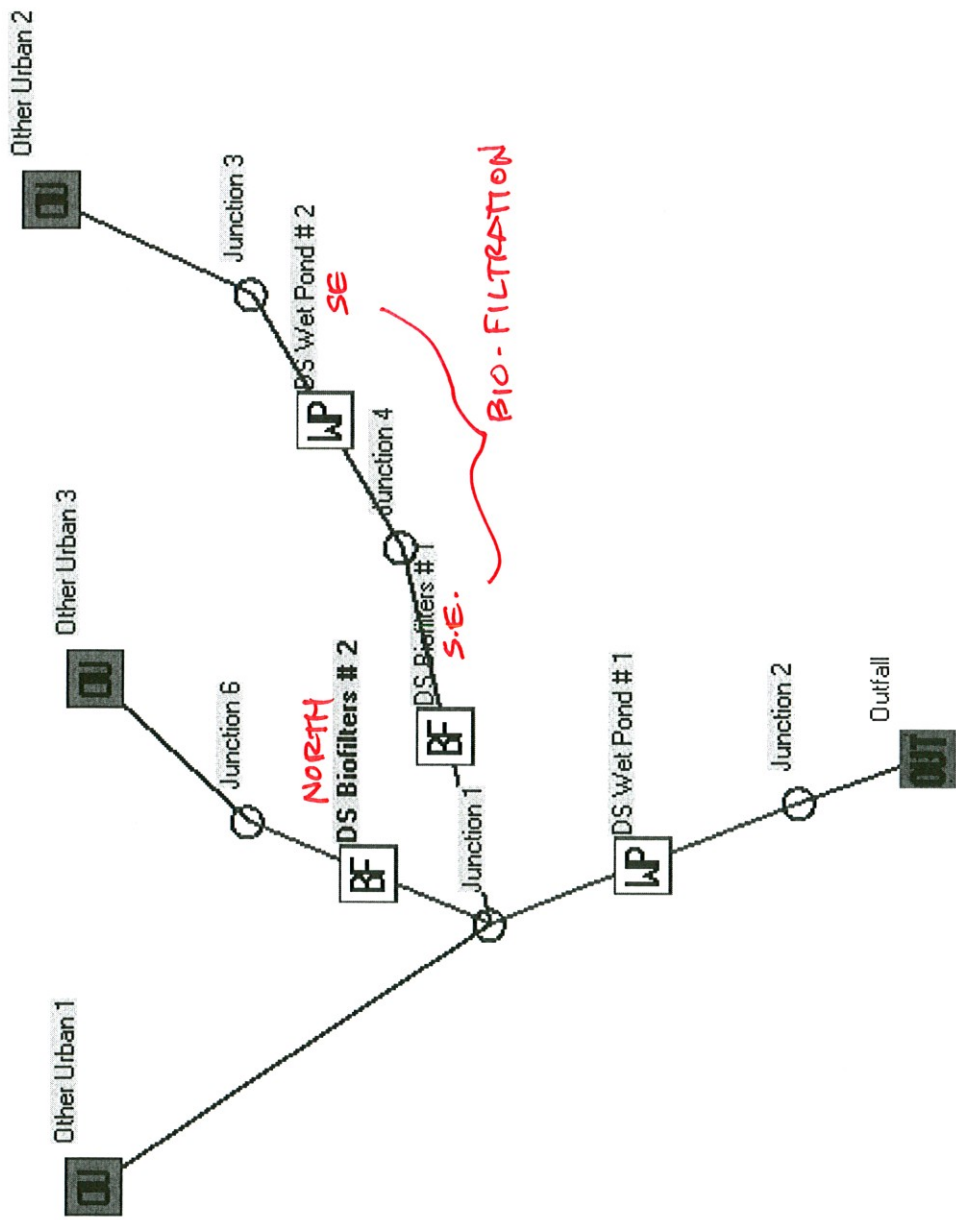 Other Urban 1
OU
Other Urban 3
OU
Other Urban 2
OU
Junction 6
Junction 3
NORTH
DS Biofilters # 2
BF
DS Wet Pond # 2
SE
WP
Junction 4
DS Biofilters # 1
S.E.
BF
BIO-FILTRATION
Junction 1
DS Wet Pond # 1
WP
Junction 2
Outfall
OUT